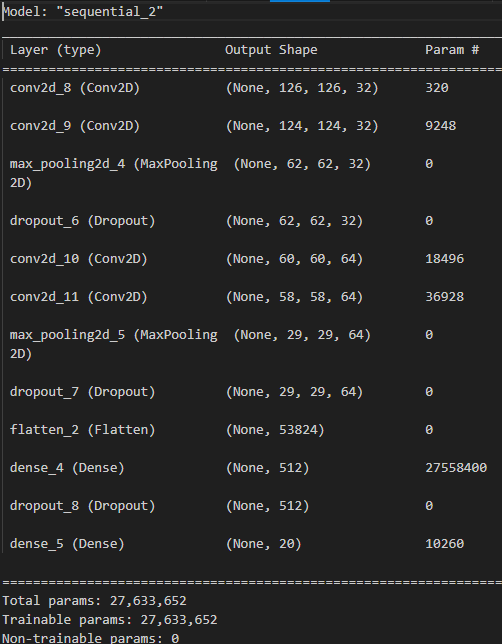 Model: "sequential_2"
Layer (type) Output Shape Param #
conv2d_8 (Conv2D) (None, 126, 126, 32) 320
conv2d_9 (Conv2D) (None, 124, 124, 32) 9248
max_pooling2d_4 (MaxPooling (None, 62, 62, 32) 0
2D)
dropout_6 (Dropout) (None, 62, 62, 32) 0
conv2d_10 (Conv2D) (None, 60, 60, 64) 18496
conv2d_11 (Conv2D) (None, 58, 58, 64) 36928
max_pooling2d_5 (MaxPooling (None, 29, 29, 64) 0
2D)
dropout_7 (Dropout) (None, 29, 29, 64) 0
flatten_2 (Flatten) (None, 53824) 0
dense_4 (Dense) (None, 512) 27558400
dropout_8 (Dropout) (None, 512) 0
dense_5 (Dense) (None, 20) 10260
Total params: 27,633,652
Trainable params: 27,633,652
Non-trainable params: 0